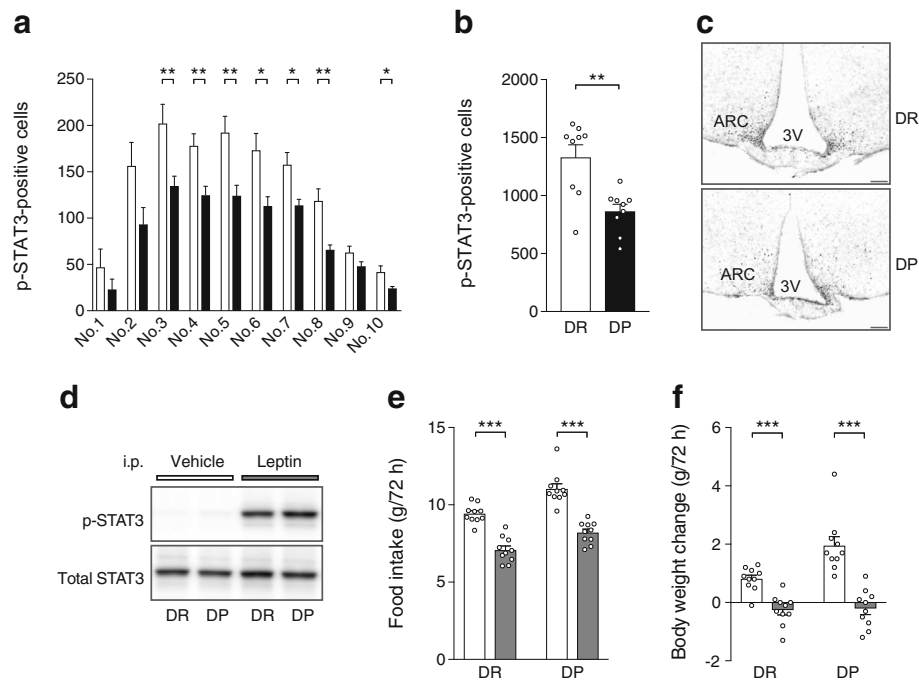 a
p-STAT3-positive cells
250
200
150
100
50
0
** ** ** * * ** *
No.1 No.2 No.3 No.4 No.5 No.6 No.7 No.8 No.9 No.10
b
p-STAT3-positive cells
2000
1500
1000
500
0
**
DR DP
c
ARC 3V DR
ARC 3V DP
d
i.p. Vehicle Leptin
p-STAT3
Total STAT3
DR DP DR DP
e
Food intake (g/72 h)
15
10
5
0
*** ***
DR DP
f
Body weight change (g/72 h)
6
4
2
0
-2
*** ***
DR DP